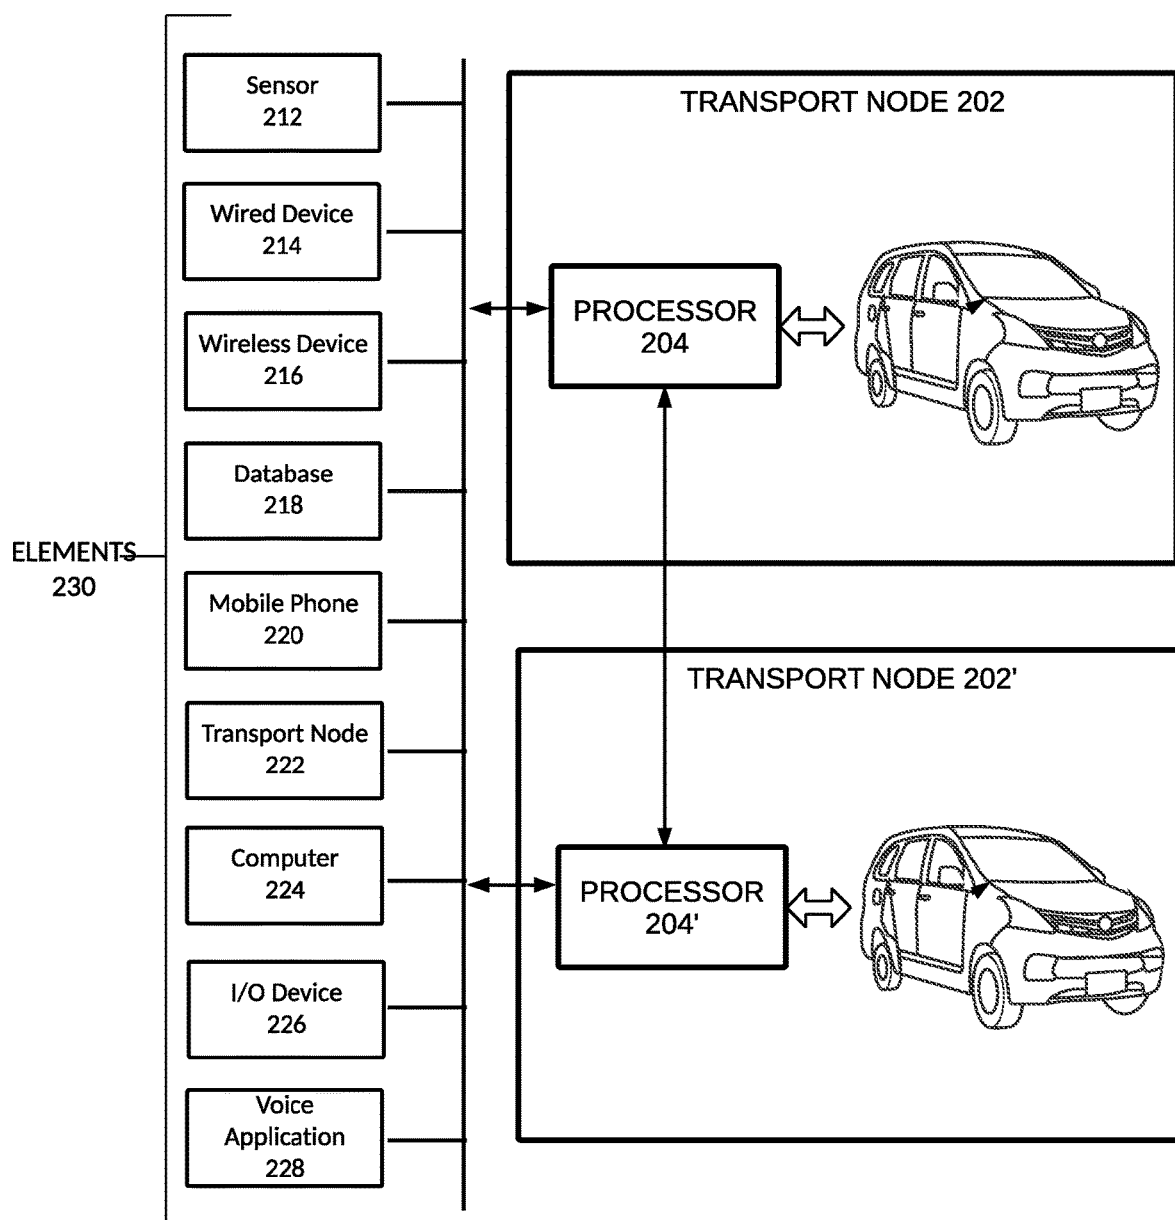 Sensor
212
Wired Device
214
Wireless Device
216
Database
218
ELEMENTS
230
Mobile Phone
220
Transport Node
222
Computer
224
I/O Device
226
Voice
Application
228
TRANSPORT NODE 202
PROCESSOR
204
TRANSPORT NODE 202'
PROCESSOR
204'